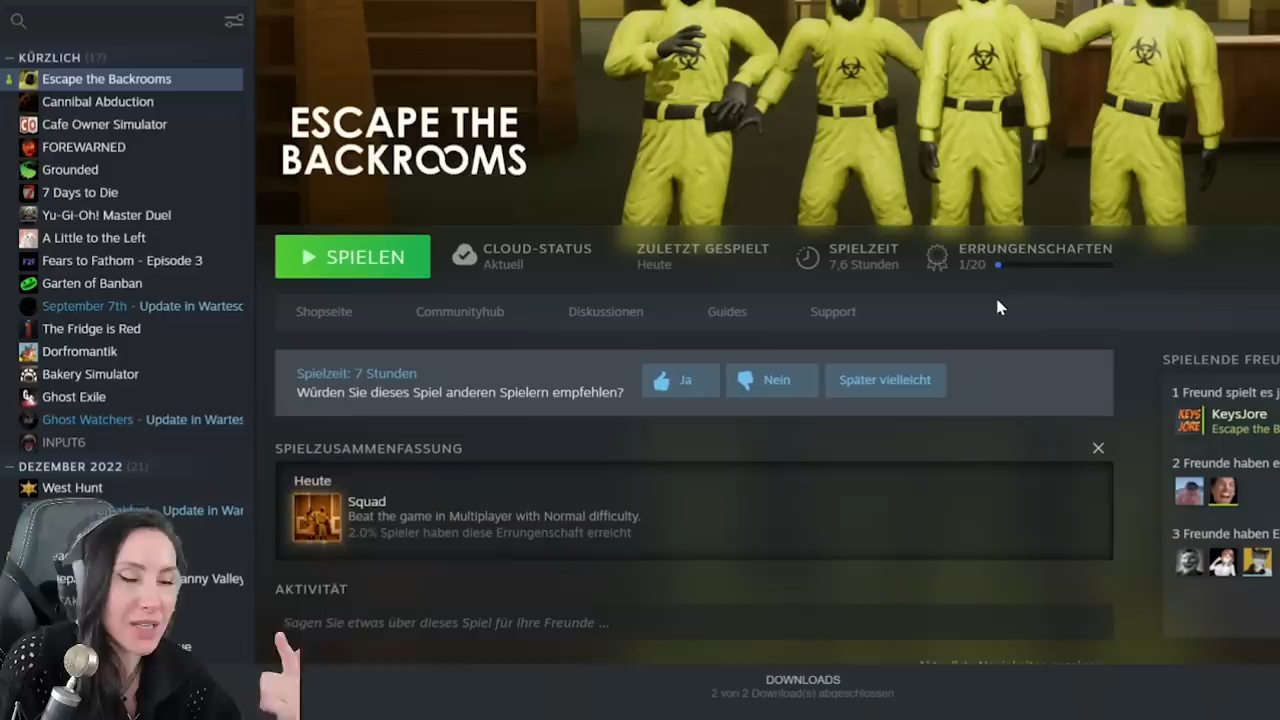 KÜRZLICH (17)
Escape the Backrooms
Cannibal Abduction
Cafe Owner Simulator
FOREWARNED
Grounded
7 Days to Die
Yu-Gi-Oh! Master Duel
A Little to the Left
Fears to Fathom - Episode 3
Garten of Banban
September 7th - Update in Wartesc
The Fridge is Red
Dorfromantik
Bakery Simulator
Ghost Exile
Ghost Watchers - Update in Wartes
INPUT6
DEZEMBER 2022 (21)
West Hunt
Update in War
anny Valley
ESCAPE THE
BACKROOMS
SPIELEN
CLOUD-STATUS
Aktuell
ZULETZT GESPIELT
Heute
SPIELZEIT
7,6 Stunden
ERRUNGENSCHAFTEN
1/20
Shopseite
Communityhub
Diskussionen
Guides
Support
Spielzeit: 7 Stunden
Würden Sie dieses Spiel anderen Spielern empfehlen?
Ja
Nein
Später vielleicht
SPIELZUSAMMENFASSUNG
Heute
Squad
Beat the game in Multiplayer with Normal difficulty.
2.0% Spieler haben diese Errungenschaft erreicht
AKTIVITÄT
Sagen Sie etwas über dieses Spiel für Ihre Freunde ...
SPIELENDE FREU
1 Freund spielt es j
KEYS
JORE
KeysJore
Escape the B
2 Freunde haben e
3 Freunde haben E
DOWNLOADS
2 von 2 Download(s) abgeschlossen